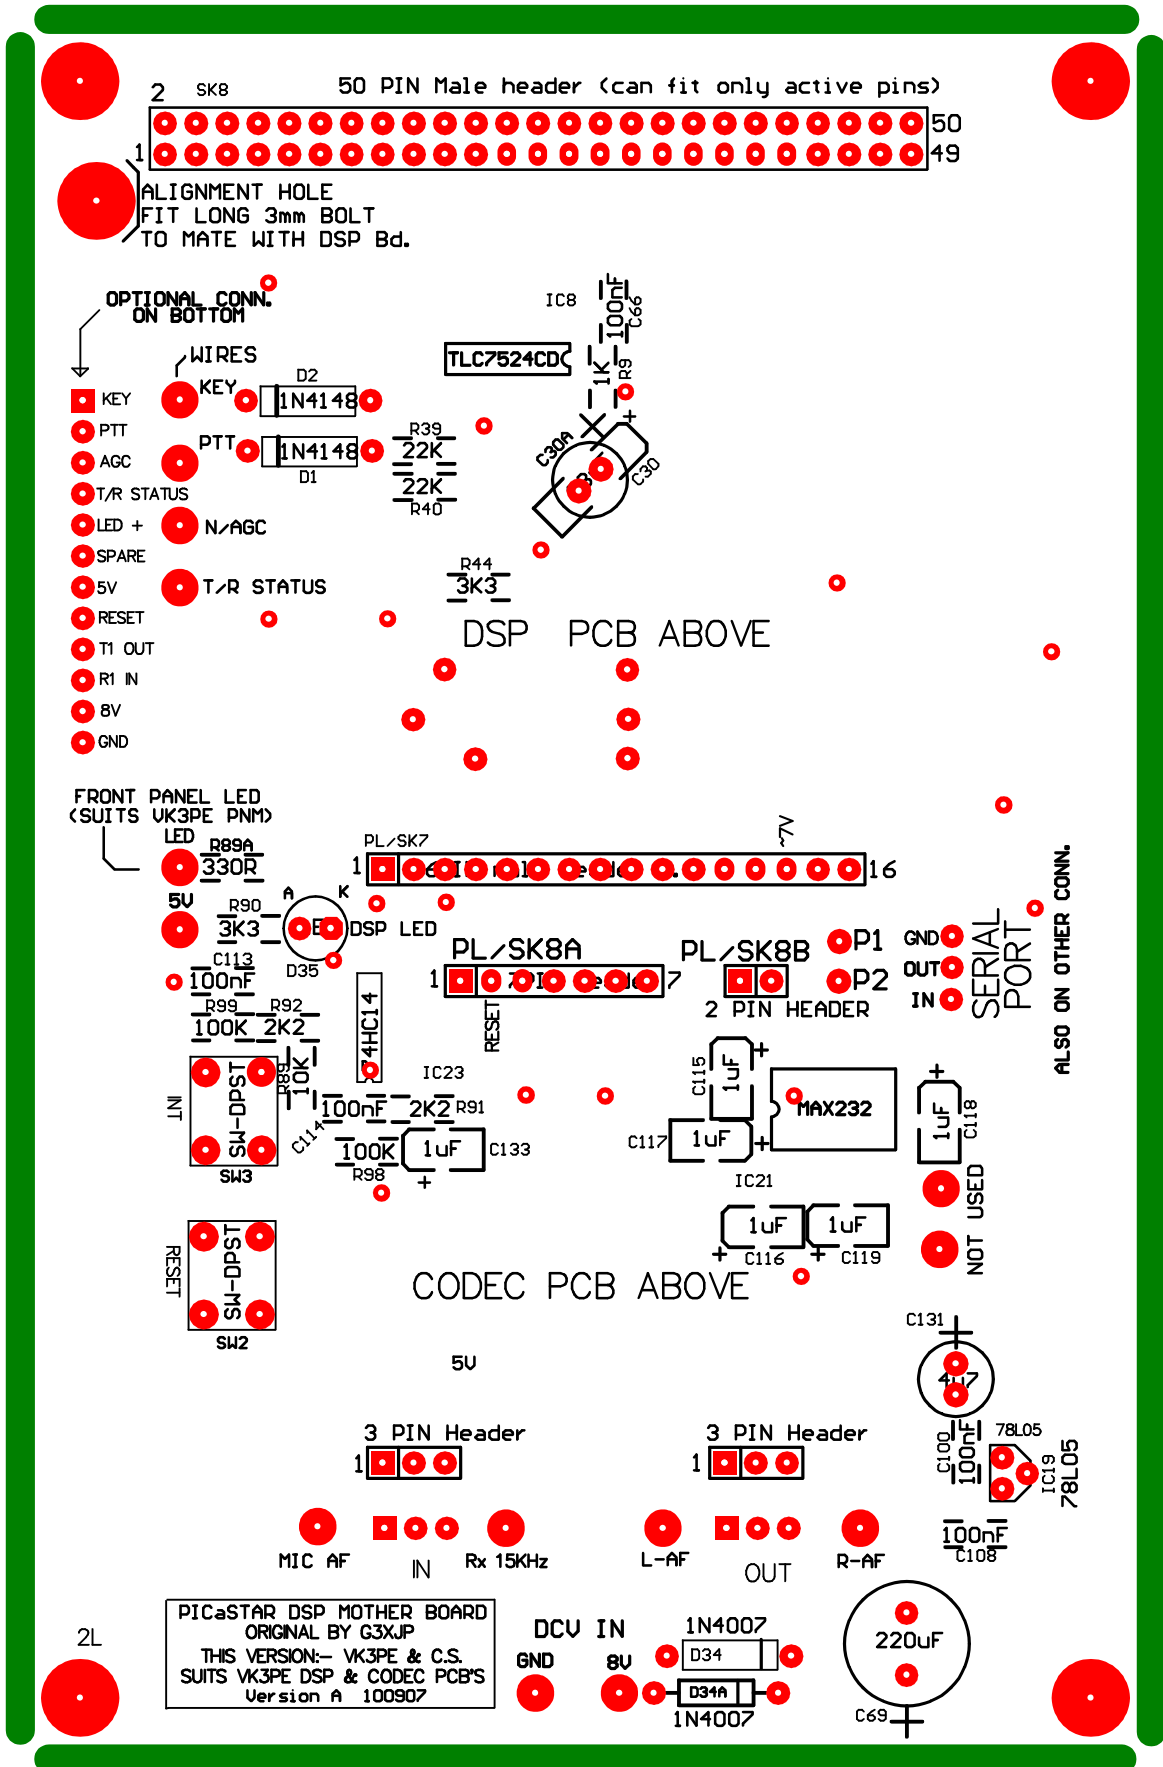 2 SK8 50 PIN Male header (can fit only active pins)
50
1 49
ALIGNMENT HOLE
FIT LONG 3mm BOLT
TO MATE WITH DSP Bd.
OPTIONAL CONN.
ON BOTTOM
IC8
100nF
C66
WIRES
TLC7524CD
1K
R9
D2
KEY
KEY
1N4148
PTT
PTT
1N4148
D1
R39
22K
22K
R40
C30A
+
C30
AGC
T/R STATUS
LED +
N/AGC
SPARE
5V
T/R STATUS
R44
3K3
RESET
DSP PCB ABOVE
T1 OUT
R1 IN
8V
GND
FRONT PANEL LED
(SUITS VK3PE PNM)
LED
R89A
330R
PL/SK7
~7V
1
16
5V
R90
3K3
A
K
DSP LED
D35
C113
100nF
R99
100K
R92
2K2
PL/SK8A
1
7
RESET
PL/SK8B
2 PIN HEADER
P1
P2
GND
OUT
IN
SERIAL
PORT
ALSO ON OTHER CONN.
74HC14
IC23
R89
10K
INT
SW-DPST
SW3
100nF
C114
2K2
R91
100K
R98
1uF
C133
+
C115
1uF
+
MAX232
C117
1uF
+
IC21
+
1uF
C118
NOT USED
NOT USED
1uF
+
C116
1uF
+
C119
RESET
SW-DPST
SW2
CODEC PCB ABOVE
5V
C131
4u7
3 PIN Header
1
3 PIN Header
1
C100
100nF
78L05
IC19
78L05
100nF
C108
MIC AF
IN
Rx 15KHz
L-AF
OUT
R-AF
2L
PICaSTAR DSP MOTHER BOARD
ORIGINAL BY G3XJP
THIS VERSION:- VK3PE & C.S.
SUITS VK3PE DSP & CODEC PCB'S
Version A 100907
DCV IN
GND
8V
1N4007
D34
D34A
1N4007
220uF
C69